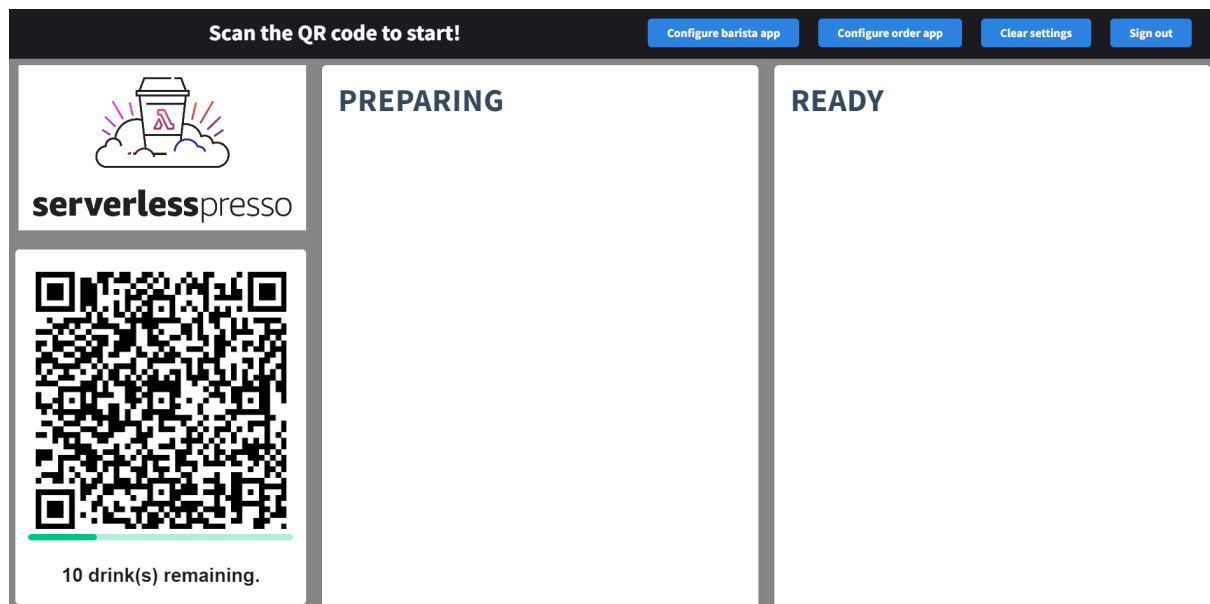 Scan the QR code to start!
Configure barista app
Configure order app
Clear settings
Sign out
serverlesspresso
PREPARING
READY
10 drink(s) remaining.